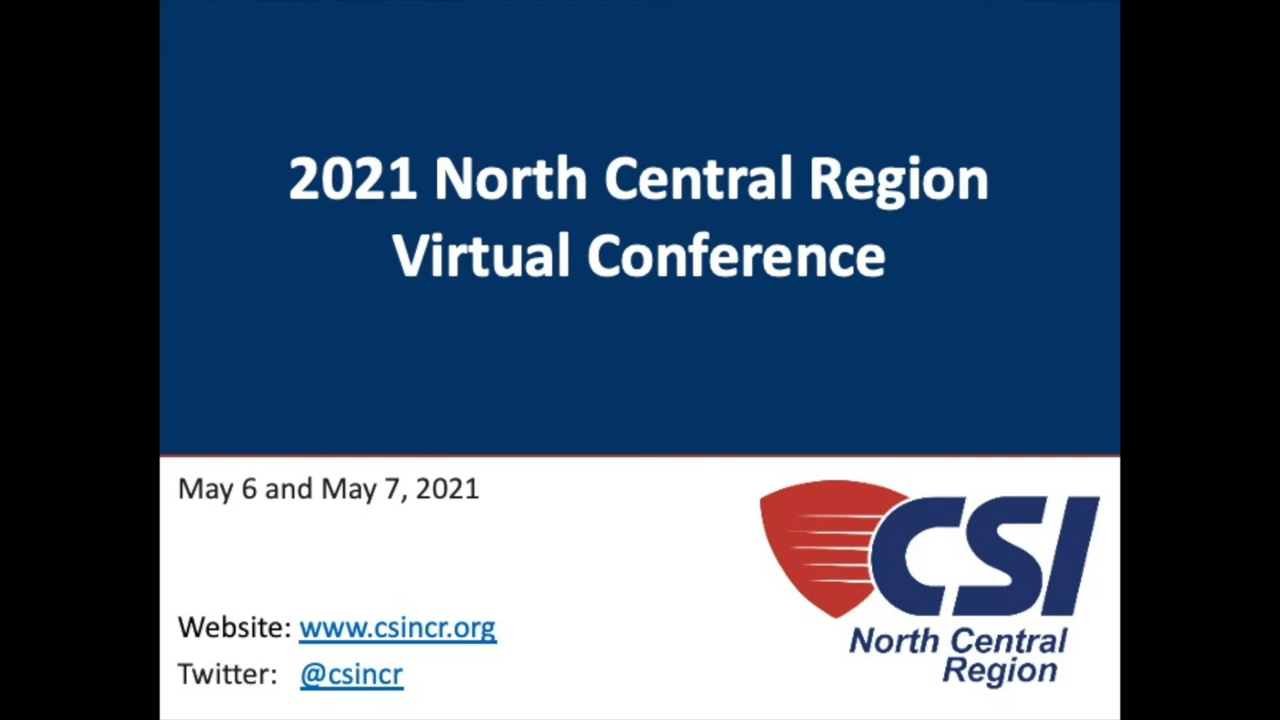 2021 North Central Region
Virtual Conference
May 6 and May 7, 2021
Website: www.csincr.org
Twitter: @csincr
CSI
North Central
Region